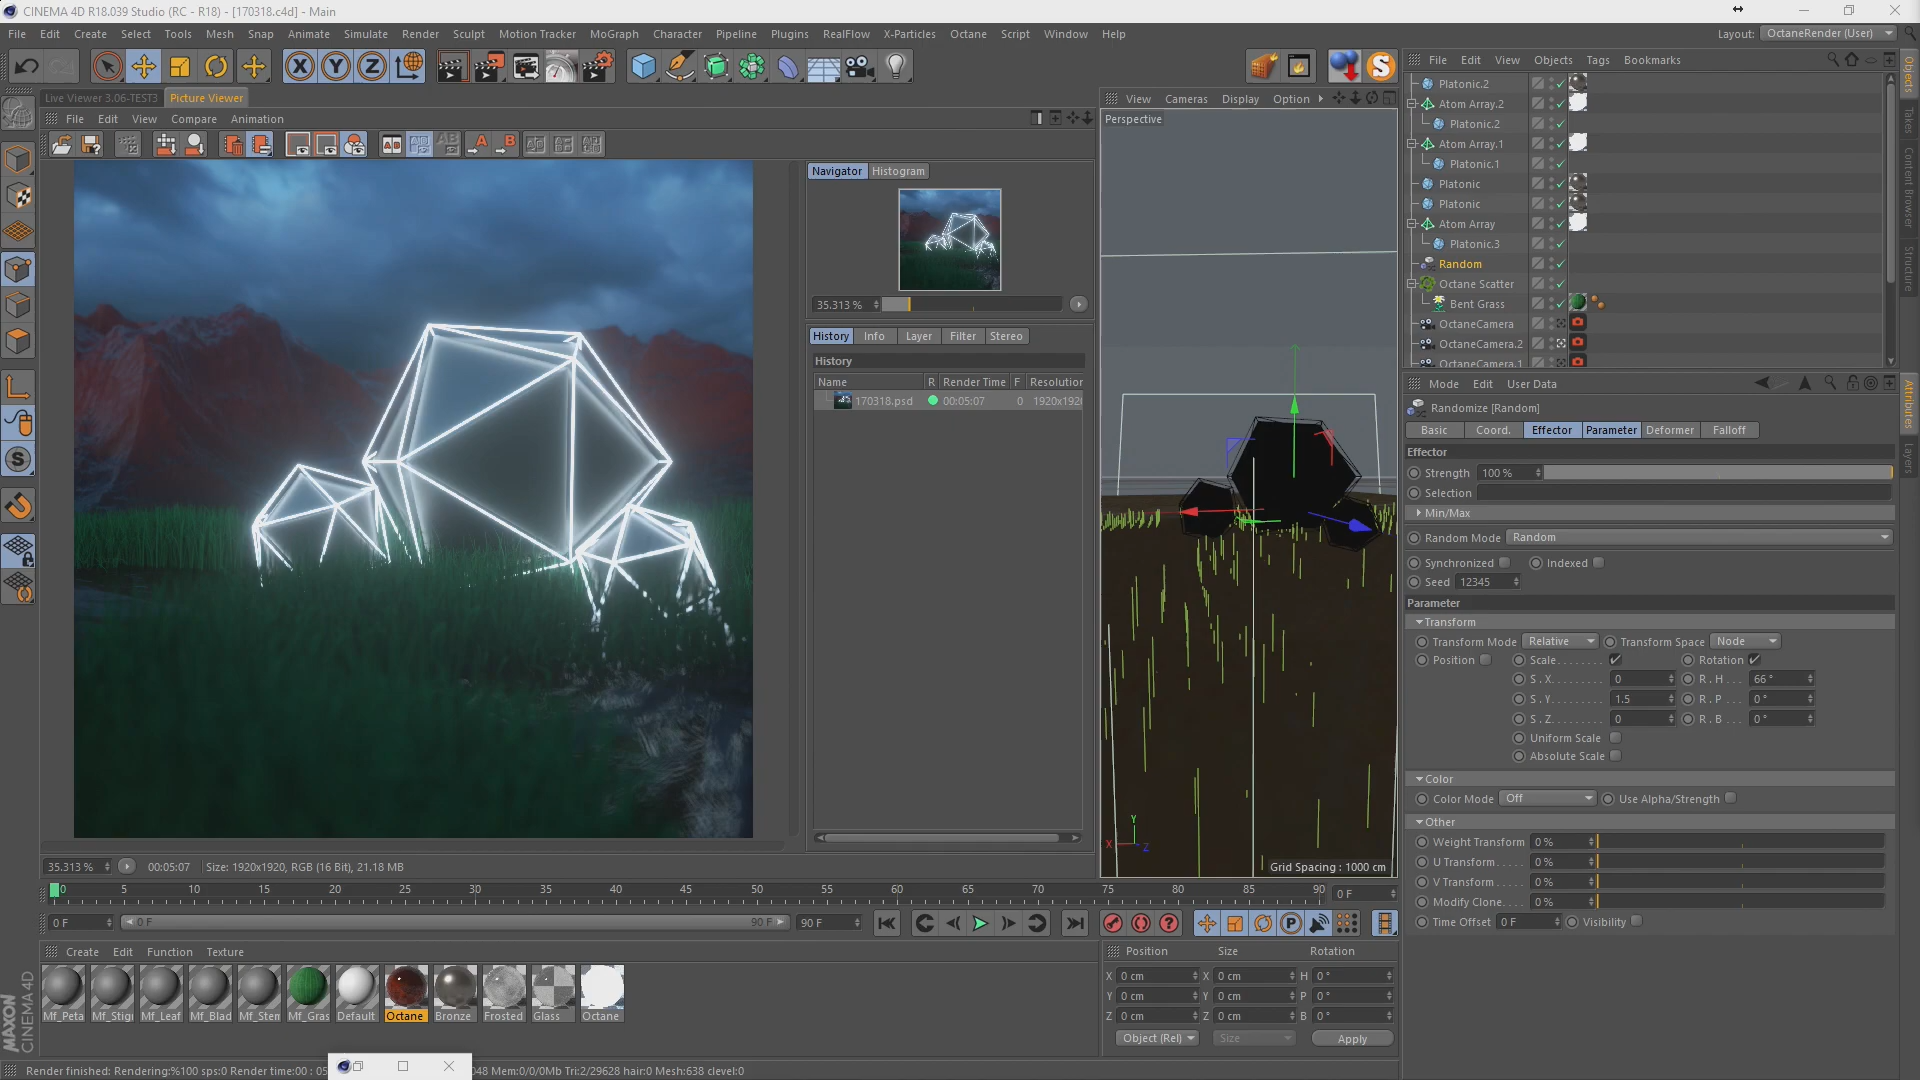 CINEMA 4D R18.039 Studio (RC - R18) - [170318.c4d] - Main
File Edit Create Select Tools Mesh Snap Animate Simulate Render Sculpt Motion Tracker MoGraph Character Pipeline Plugins RealFlow X-Particles Octane Script Window Help
Layout: OctaneRender (User)
X Y Z
File Edit View Objects Tags Bookmarks
Live Viewer 3.06-TEST3 Picture Viewer
File Edit View Compare Animation
View Cameras Display Option
Perspective
Navigator Histogram
35.313 %
History Info Layer Filter Stereo
History
Name R Render Time F Resolution
170318.psd 00:05:07 0 1920x192
Platonic.2
Atom Array.2
Platonic.2
Atom Array.1
Platonic.1
Platonic
Platonic
Atom Array
Platonic.3
Random
Octane Scatter
Bent Grass
OctaneCamera
OctaneCamera.2
OctaneCamera.1
Objects
Takes
Content Browser
Structure
Attributes
Layers
Mode Edit User Data
Randomize [Random]
Basic Coord. Effector Parameter Deformer Falloff
Effector
Strength 100 %
Selection
Min/Max
Random Mode Random
Synchronized Indexed
Seed 12345
Parameter
Transform
Transform Mode Relative Transform Space Node
Position Scale........ Rotation
S . X......... 0 R . H ... 66 °
S . Y......... 1.5 R . P ... 0 °
S . Z......... 0 R . B ... 0 °
Uniform Scale
Absolute Scale
Color
Color Mode Off Use Alpha/Strength
Other
Weight Transform 0 %
U Transform..... 0 %
V Transform..... 0 %
Modify Clone.... 0 %
Time Offset 0 F Visibility
Y
X Z
Grid Spacing : 1000 cm
35.313 % 00:05:07 Size: 1920x1920, RGB (16 Bit), 21.18 MB
0 5 10 15 20 25 30 35 40 45 50 55 60 65 70 75 80 85 90 0 F
0 F 0 F 90 F 90 F
Create Edit Function Texture
Mf_Peta Mf_Stig Mf_Leaf Mf_Blad Mf_Sten Mf_Gras Default Octane Bronze Frosted Glass Octane
Position Size Rotation
X 0 cm X 0 cm H 0 °
Y 0 cm Y 0 cm P 0 °
Z 0 cm Z 0 cm B 0 °
Object (Rel) Size Apply
MAXON
CINEMA 4D
Render finished: Rendering:%100 sps:0 Render time:00 : 05 048 Mem:0/0/0Mb Tri:2/29628 hair:0 Mesh:638 clevel:0